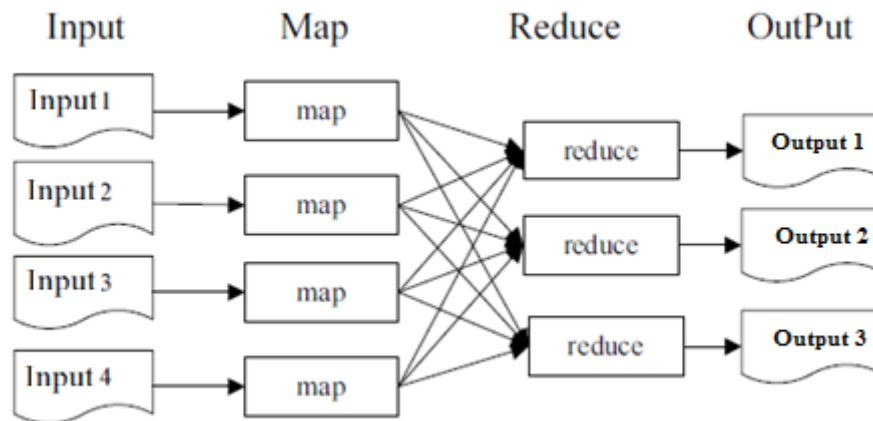 Input Map Reduce OutPut
Input 1 map
reduce Output 1
Input 2 map
reduce Output 2
Input 3 map
reduce Output 3
Input 4 map